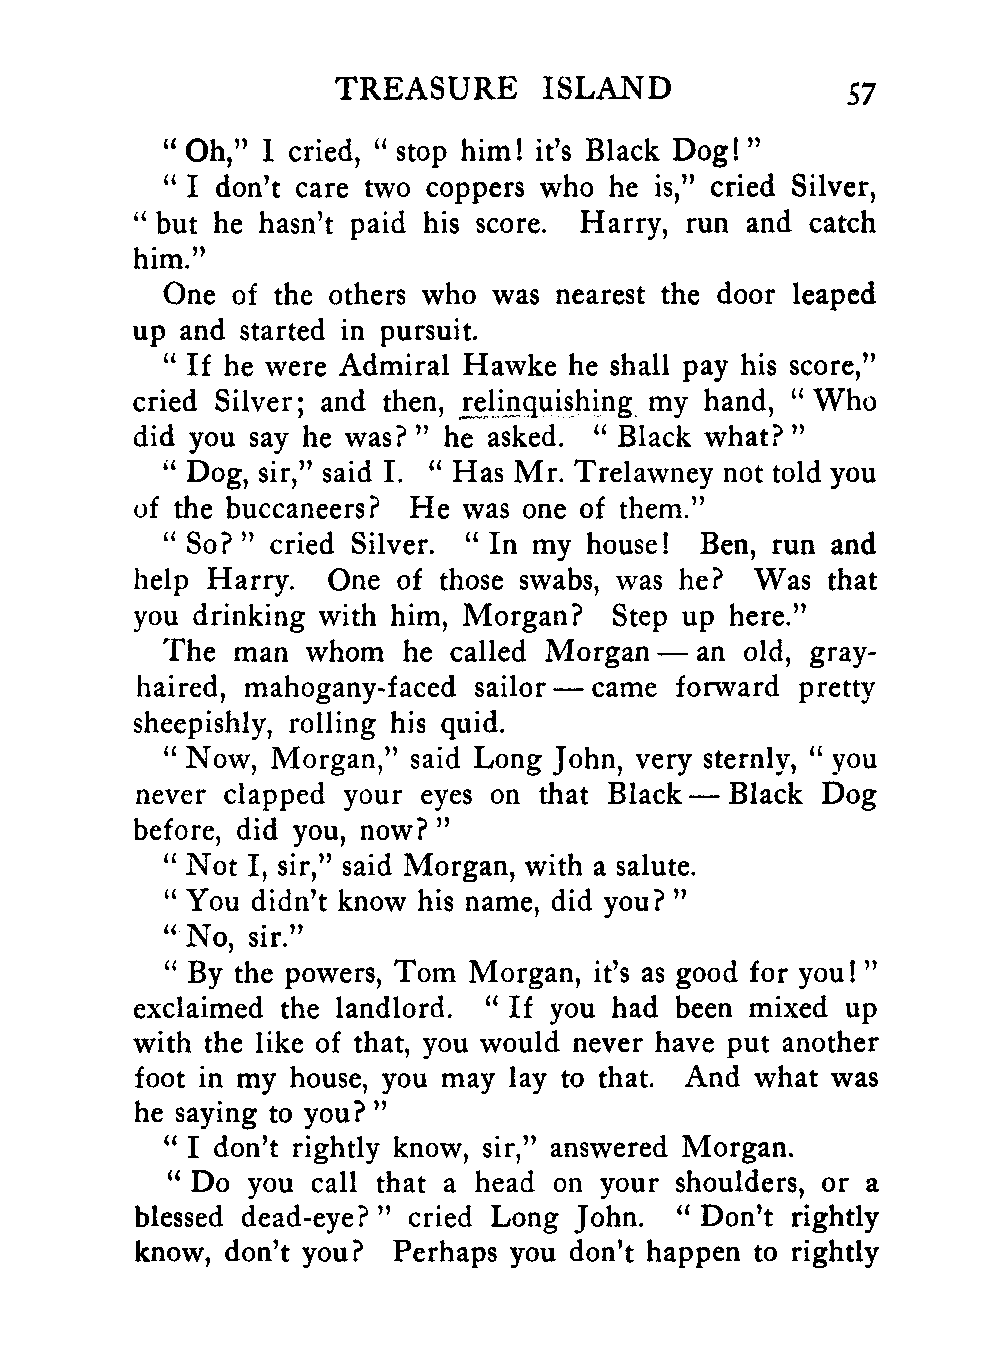 TREASURE ISLAND 57
“ Oh,” I cried, “ stop him! it’s Black Dog! ”
“ I don’t care two coppers who he is,” cried Silver,
“ but he hasn’t paid his score. Harry, run and catch
him.”
One of the others who was nearest the door leaped
up and started in pursuit.
“ If he were Admiral Hawke he shall pay his score,”
cried Silver; and then, relinquishing my hand, “ Who
did you say he was? ” he asked. “ Black what? ”
“ Dog, sir,” said I. “ Has Mr. Trelawney not told you
of the buccaneers? He was one of them.”
“ So? ” cried Silver. “ In my house! Ben, run and
help Harry. One of those swabs, was he? Was that
you drinking with him, Morgan? Step up here.”
The man whom he called Morgan — an old, gray-
haired, mahogany-faced sailor — came forward pretty
sheepishly, rolling his quid.
“ Now, Morgan,” said Long John, very sternly, “ you
never clapped your eyes on that Black — Black Dog
before, did you, now? ”
“ Not I, sir,” said Morgan, with a salute.
“ You didn’t know his name, did you? ”
“ No, sir.”
“ By the powers, Tom Morgan, it’s as good for you! ”
exclaimed the landlord. “ If you had been mixed up
with the like of that, you would never have put another
foot in my house, you may lay to that. And what was
he saying to you? ”
“ I don’t rightly know, sir,” answered Morgan.
“ Do you call that a head on your shoulders, or a
blessed dead-eye? ” cried Long John. “ Don’t rightly
know, don’t you? Perhaps you don’t happen to rightly